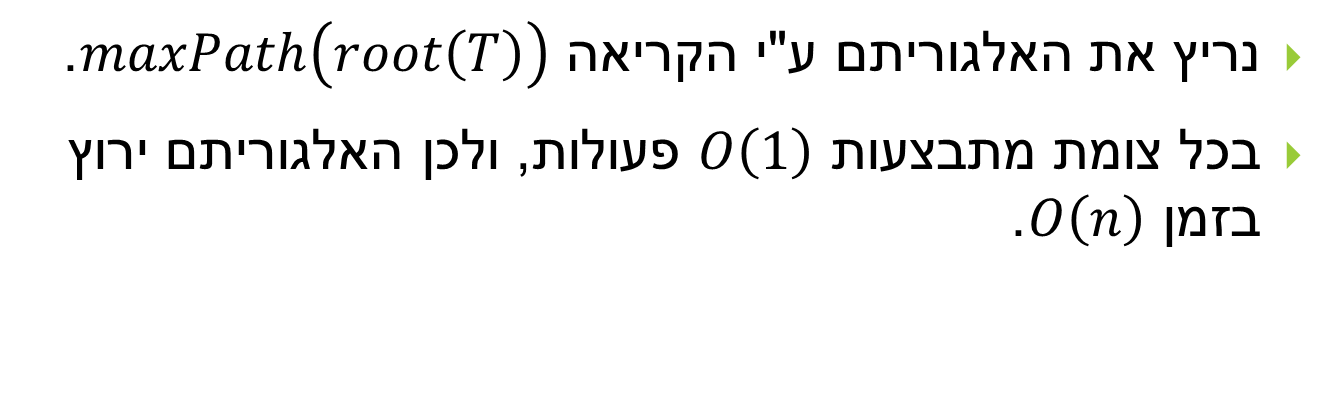 נריץ את האלגוריתם ע"י הקריאה maxPath(root(T)).
בכל צומת מתבצעות O(1) פעולות, ולכן האלגוריתם ירוץ
בזמן O(n).